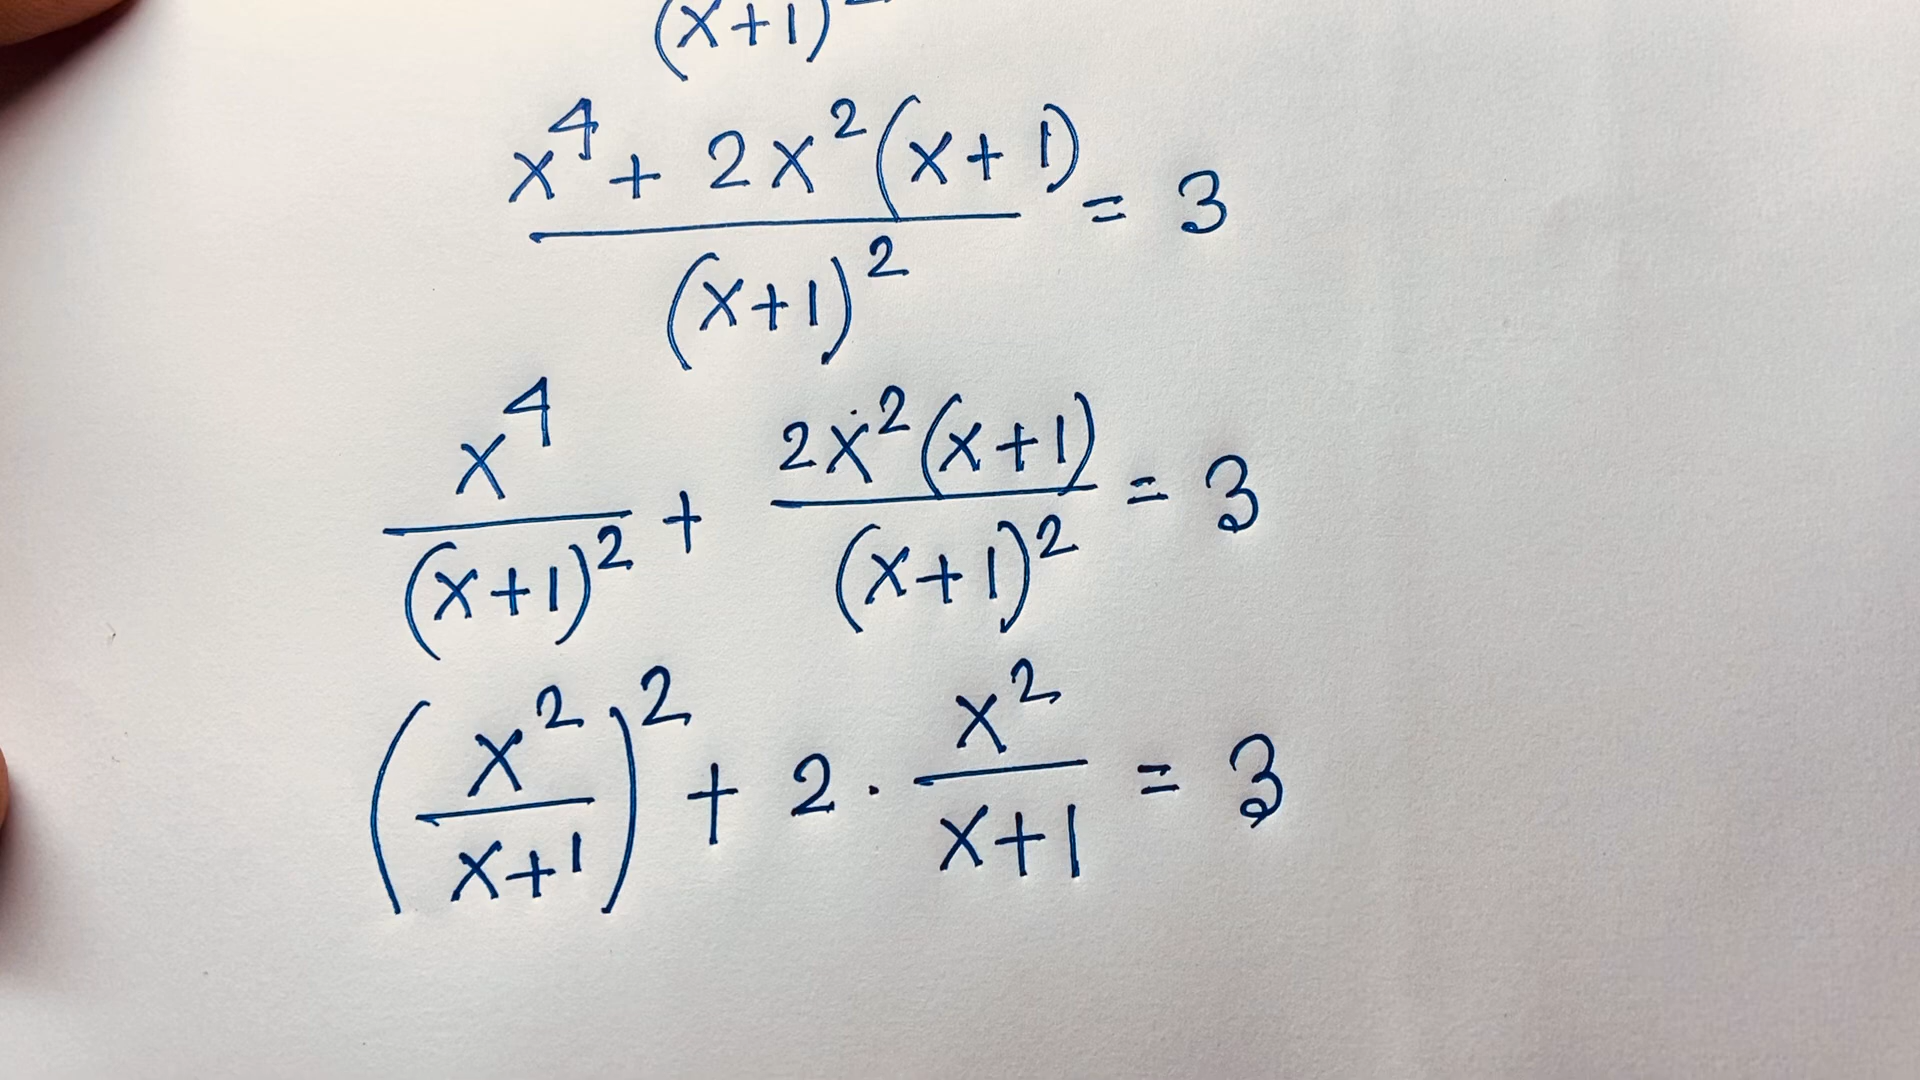 (x+1)²
x⁴ + 2x²(x+1) / (x+1)² = 3
x⁴ / (x+1)² + 2x²(x+1) / (x+1)² = 3
(x² / x+1)² + 2 · x² / x+1 = 3